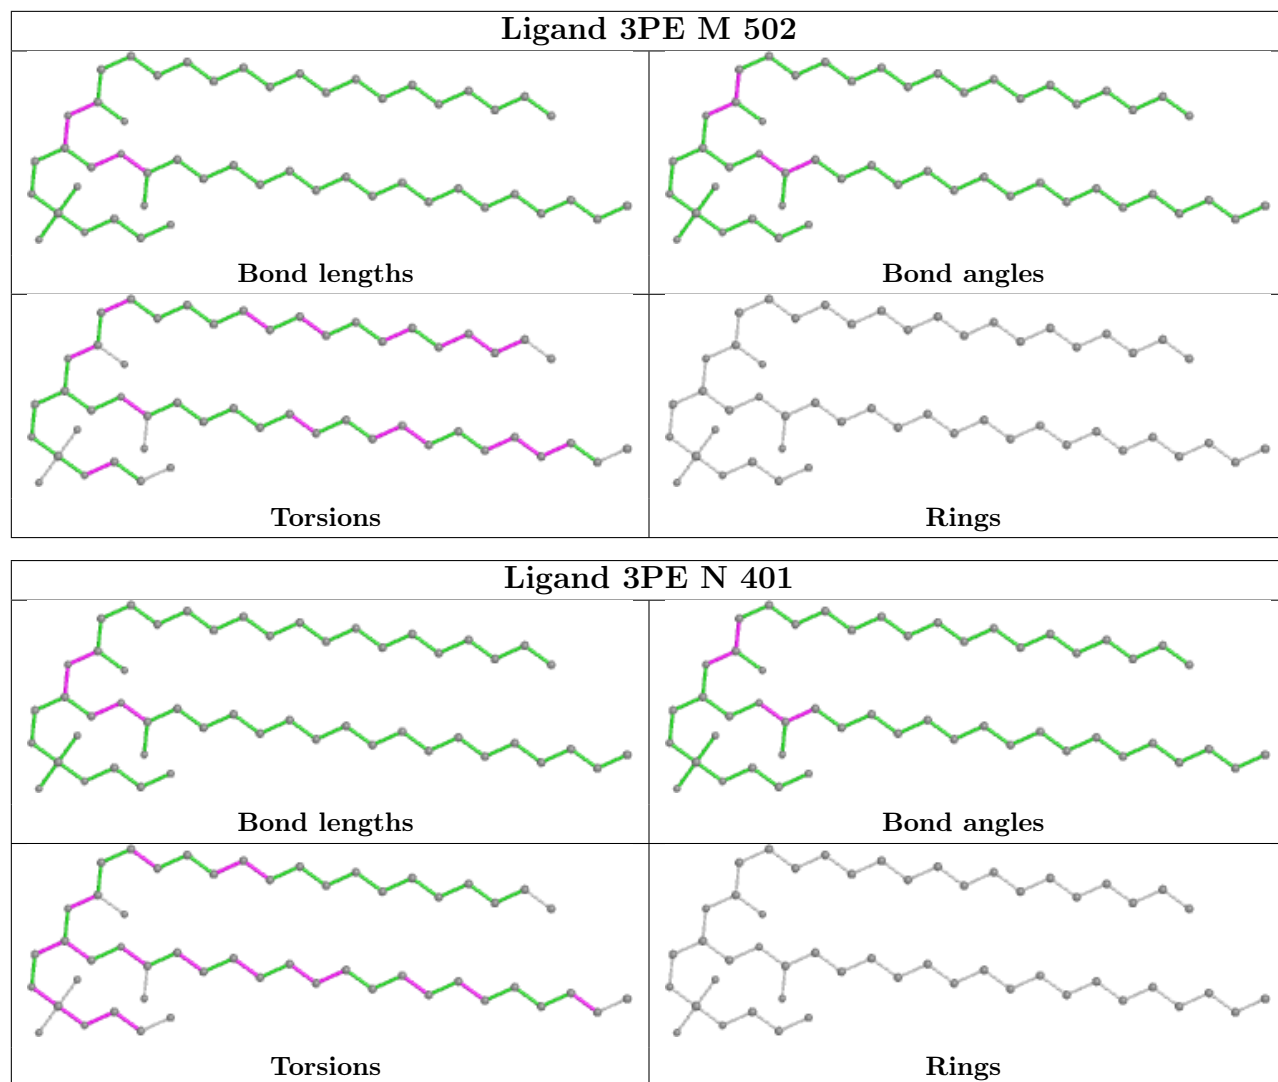 Ligand 3PE M 502
Bond lengths
Bond angles
Torsions
Rings
Ligand 3PE N 401
Bond lengths
Bond angles
Torsions
Rings